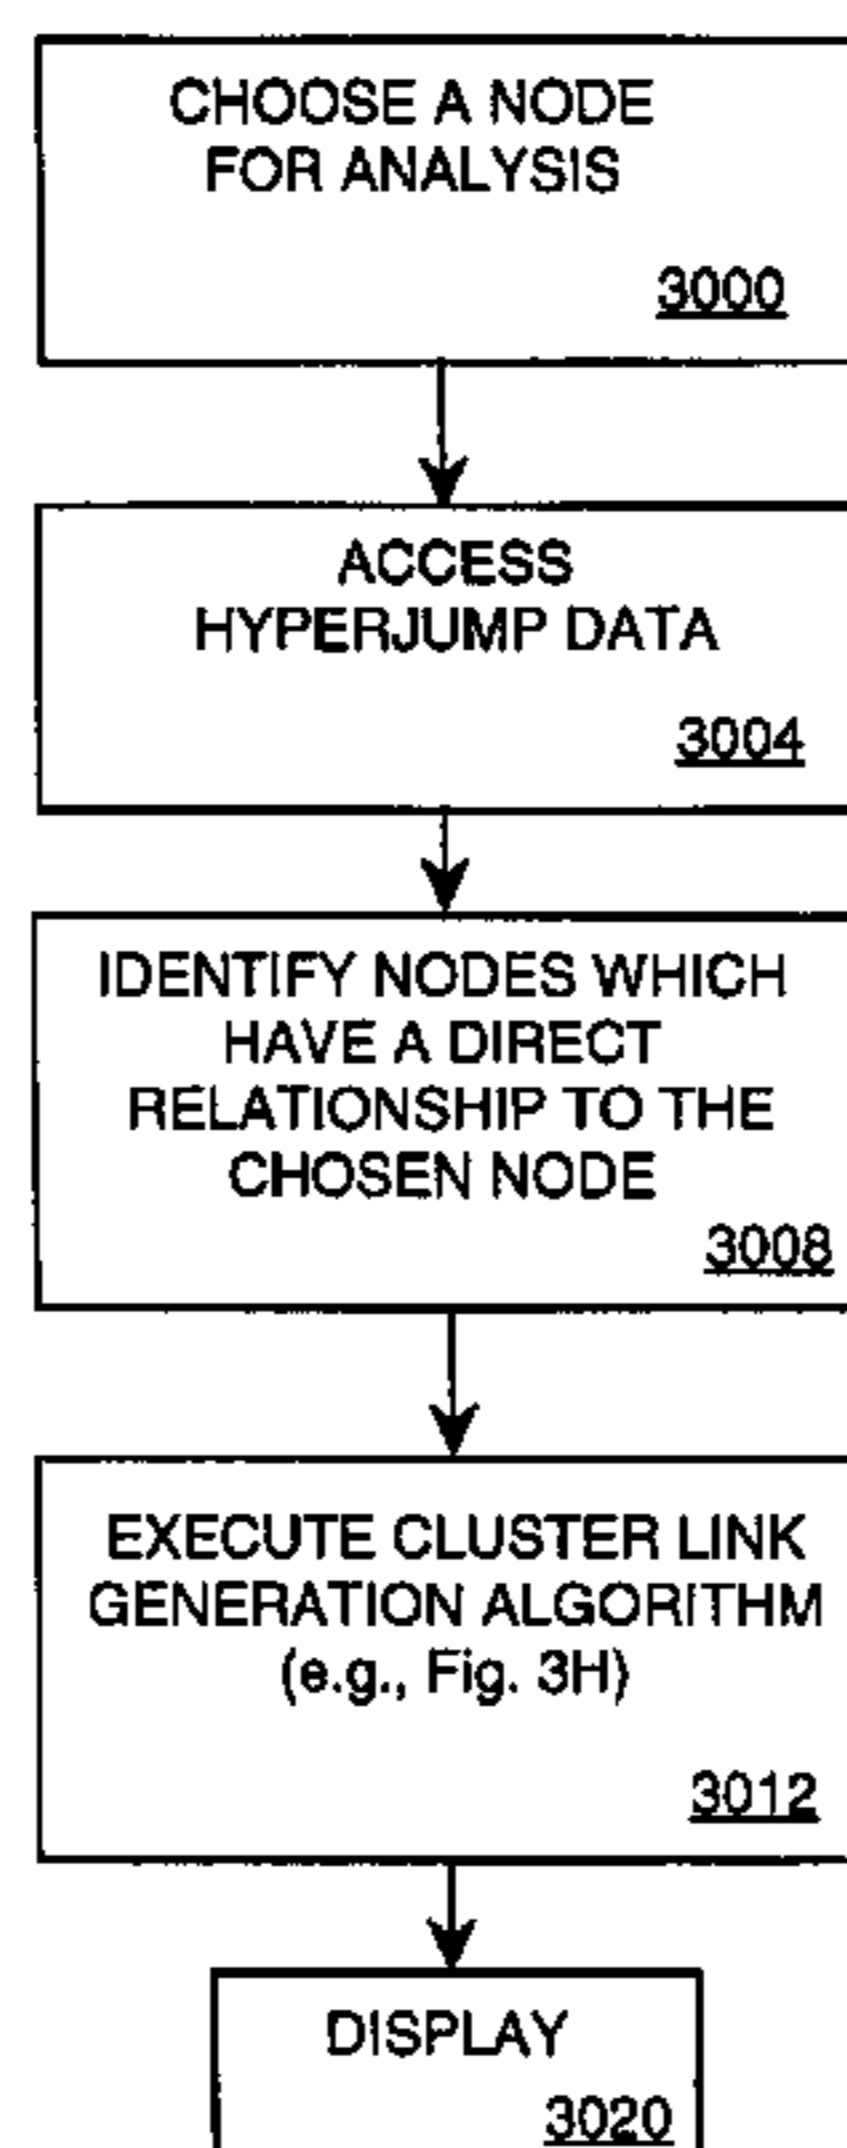 CHOOSE A NODE
FOR ANALYSIS
3000
ACCESS
HYPERJUMP DATA
3004
IDENTIFY NODES WHICH
HAVE A DIRECT
RELATIONSHIP TO THE
CHOSEN NODE
3008
EXECUTE CLUSTER LINK
GENERATION ALGORITHM
(e.g., Fig. 3H)
3012
DISPLAY
3020